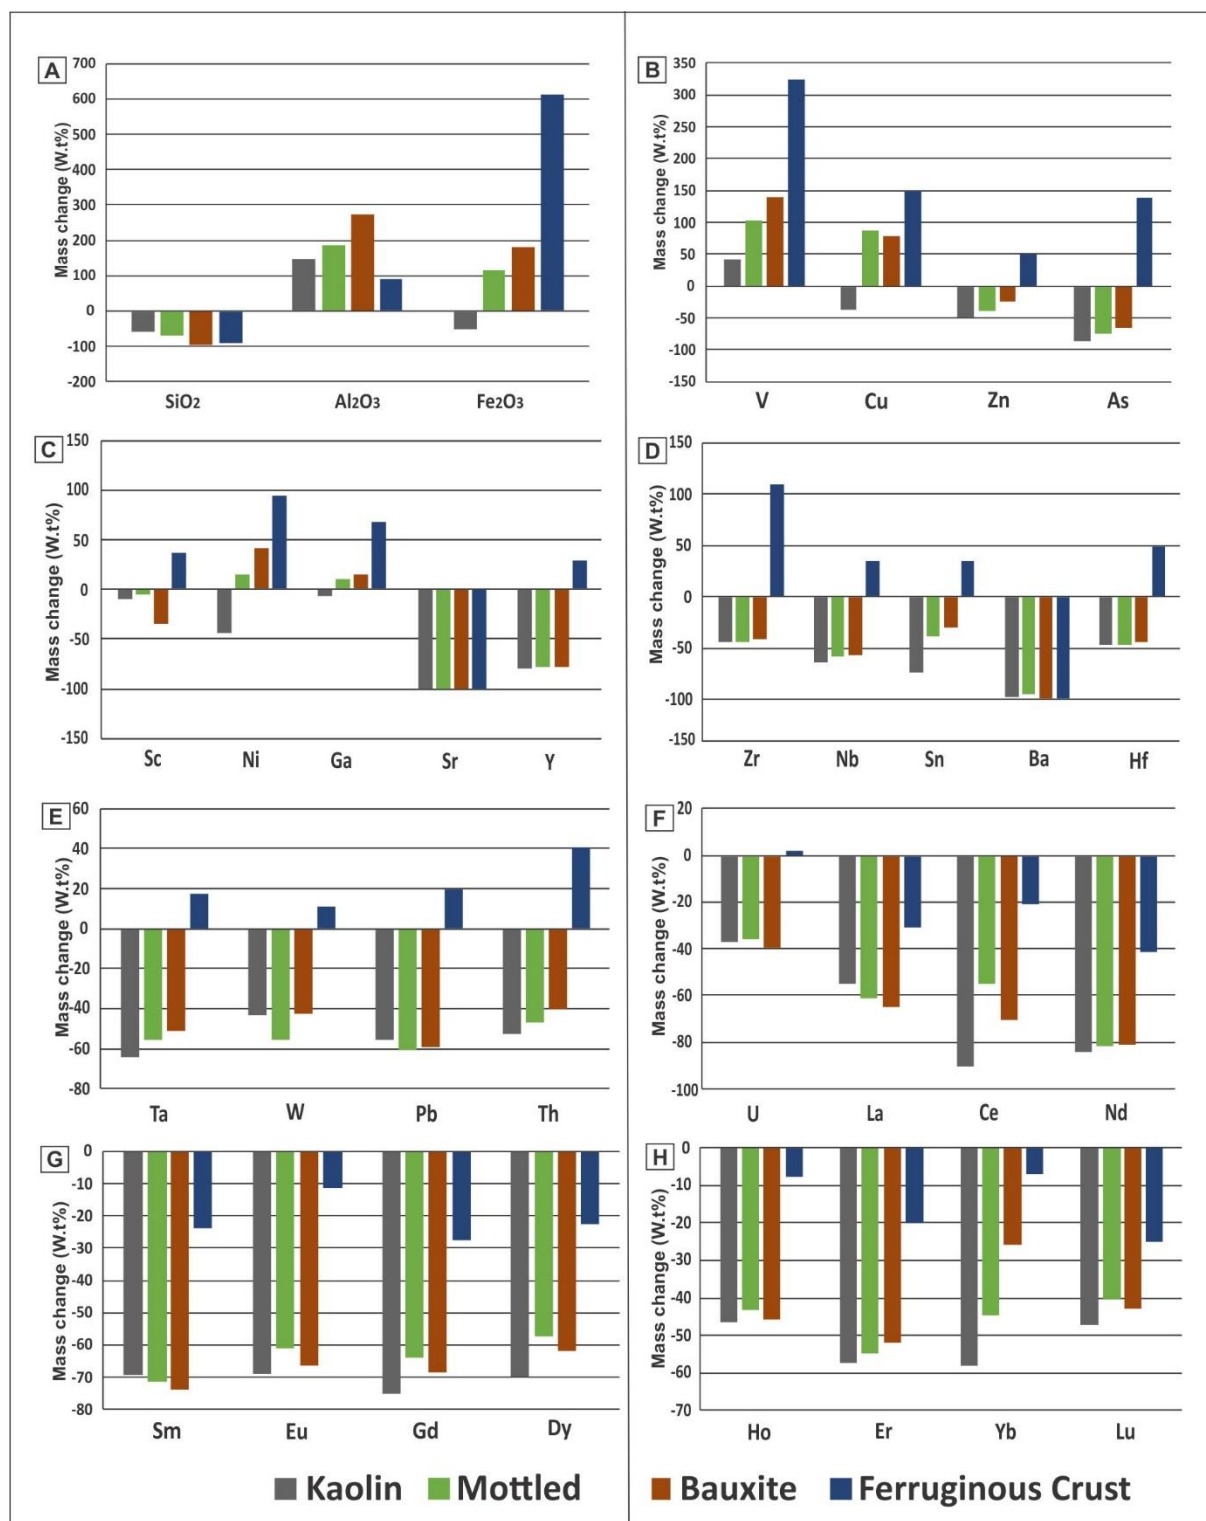 A
Mass change (W.t%)
700
600
500
400
300
200
100
0
-100
-200
SiO₂
Al₂O₃
Fe₂O₃
B
Mass change (W.t%)
350
300
250
200
150
100
50
0
-50
-100
-150
V
Cu
Zn
As
C
Mass change (W.t%)
150
100
50
0
-50
-100
-150
Sc
Ni
Ga
Sr
Y
D
Mass change (W.t%)
150
100
50
0
-50
-100
-150
Zr
Nb
Sn
Ba
Hf
E
Mass change (W.t%)
60
40
20
0
-20
-40
-60
-80
Ta
W
Pb
Th
F
Mass change (W.t%)
20
0
-20
-40
-60
-80
-100
U
La
Ce
Nd
G
Mass change (W.t%)
0
-10
-20
-30
-40
-50
-60
-70
-80
Sm
Eu
Gd
Dy
H
Mass change (W.t%)
0
-10
-20
-30
-40
-50
-60
-70
Ho
Er
Yb
Lu
Kaolin
Mottled
Bauxite
Ferruginous Crust